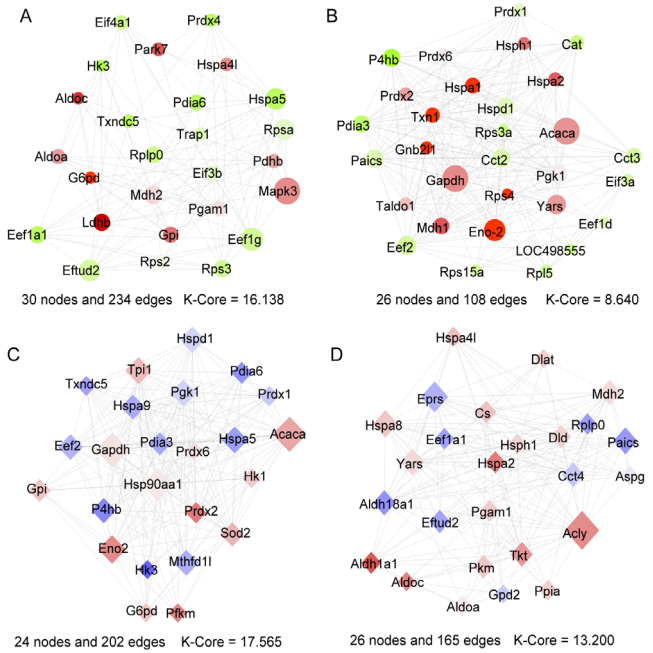 A
Eif4a1
Prdx4
Park7
Hspa4l
Hk3
Aldoc
Pdia6
Hspa5
Txndc5
Trap1
Rpsa
Aldoa
Rplp0
Pdhb
G6pd
Eif3b
Mdh2
Mapk3
Pgam1
Ldhb
Eef1a1
Gpi
Eef1g
Eftud2
Rps2
Rps3
30 nodes and 234 edges K-Core = 16.138
B
Prdx1
Hsph1
Cat
P4hb
Prdx6
Hspa1
Hspa2
Prdx2
Hspd1
Txn1
Pdia3
Rps3a
Acaca
Gnb2l1
Paics
Cct2
Cct3
Gapdh
Pgk1
Eif3a
Rps4
Taldo1
Yars
Mdh1
Eno-2
Eef1d
Eef2
LOC498555
Rps15a
Rpl5
26 nodes and 108 edges K-Core = 8.640
C
Hspd1
Tpi1
Pdia6
Txndc5
Pgk1
Prdx1
Hspa9
Acaca
Eef2
Gapdh
Pdia3
Hspa5
Prdx6
Hk1
Gpi
Hsp90aa1
P4hb
Prdx2
Sod2
Eno2
Hk3
Mthfd1l
G6pd
Pfkm
24 nodes and 202 edges K-Core = 17.565
D
Hspa4l
Dlat
Mdh2
Eprs
Cs
Hspa8
Rplp0
Eef1a1
Hsph1
Dld
Paics
Yars
Hspa2
Cct4
Aspg
Aldh18a1
Pgam1
Eftud2
Acly
Aldh1a1
Tkt
Aldoc
Pkm
Gpd2
Ppia
Aldoa
26 nodes and 165 edges K-Core = 13.200